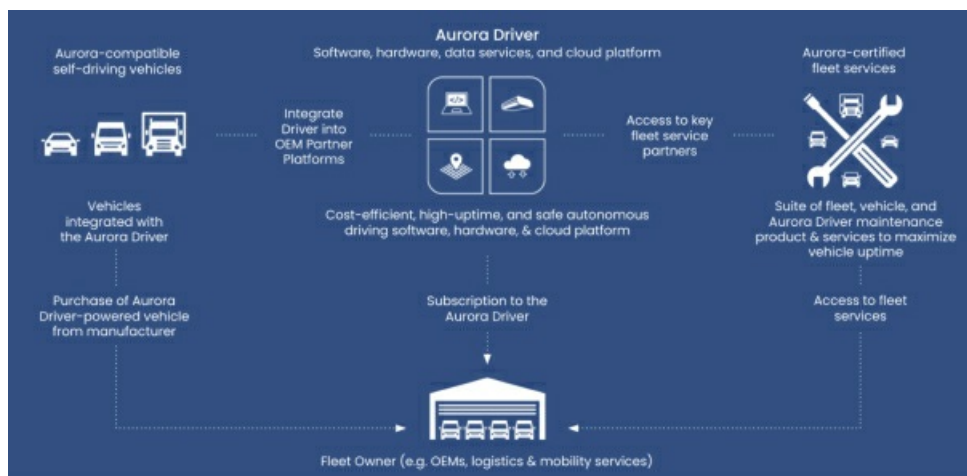 Aurora Driver
Software, hardware, data services, and cloud platform
Aurora-compatible
self-driving vehicles
Integrate
Driver into
OEM Partner
Platforms
Access to key
fleet service
partners
Aurora-certified
fleet services
Vehicles
integrated with
the Aurora Driver
Cost-efficient, high-uptime, and safe autonomous
driving software, hardware, & cloud platform
Suite of fleet, vehicle, and
Aurora Driver maintenance
product & services to maximize
vehicle uptime
Purchase of Aurora
Driver-powered vehicle
from manufacturer
Subscription to the
Aurora Driver
Access to fleet
services
Fleet Owner (e.g. OEMs, logistics & mobility services)